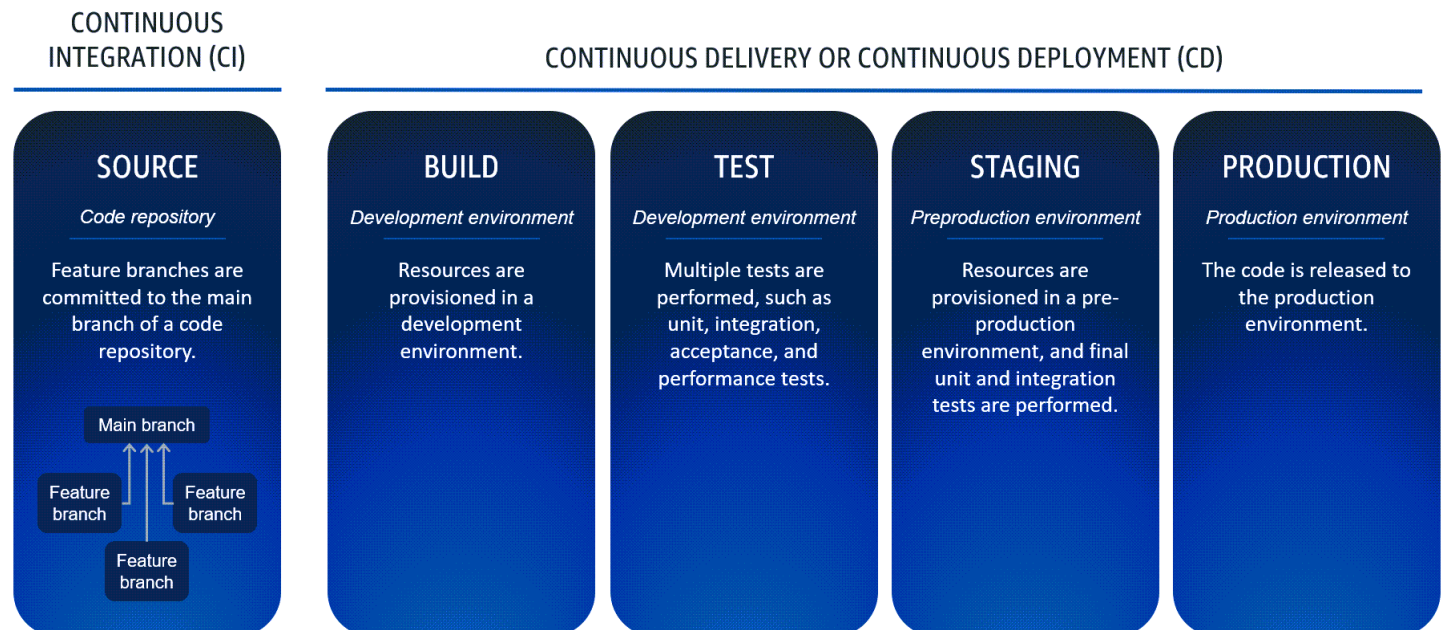 CONTINUOUS
INTEGRATION (CI)
CONTINUOUS DELIVERY OR CONTINUOUS DEPLOYMENT (CD)
SOURCE
Code repository
Feature branches are
committed to the main
branch of a code
repository.
Main branch
Feature
branch
Feature
branch
Feature
branch
BUILD
Development environment
Resources are
provisioned in a
development
environment.
TEST
Development environment
Multiple tests are
performed, such as
unit, integration,
acceptance, and
performance tests.
STAGING
Preproduction environment
Resources are
provisioned in a pre-
production
environment, and final
unit and integration
tests are performed.
PRODUCTION
Production environment
The code is released to
the production
environment.